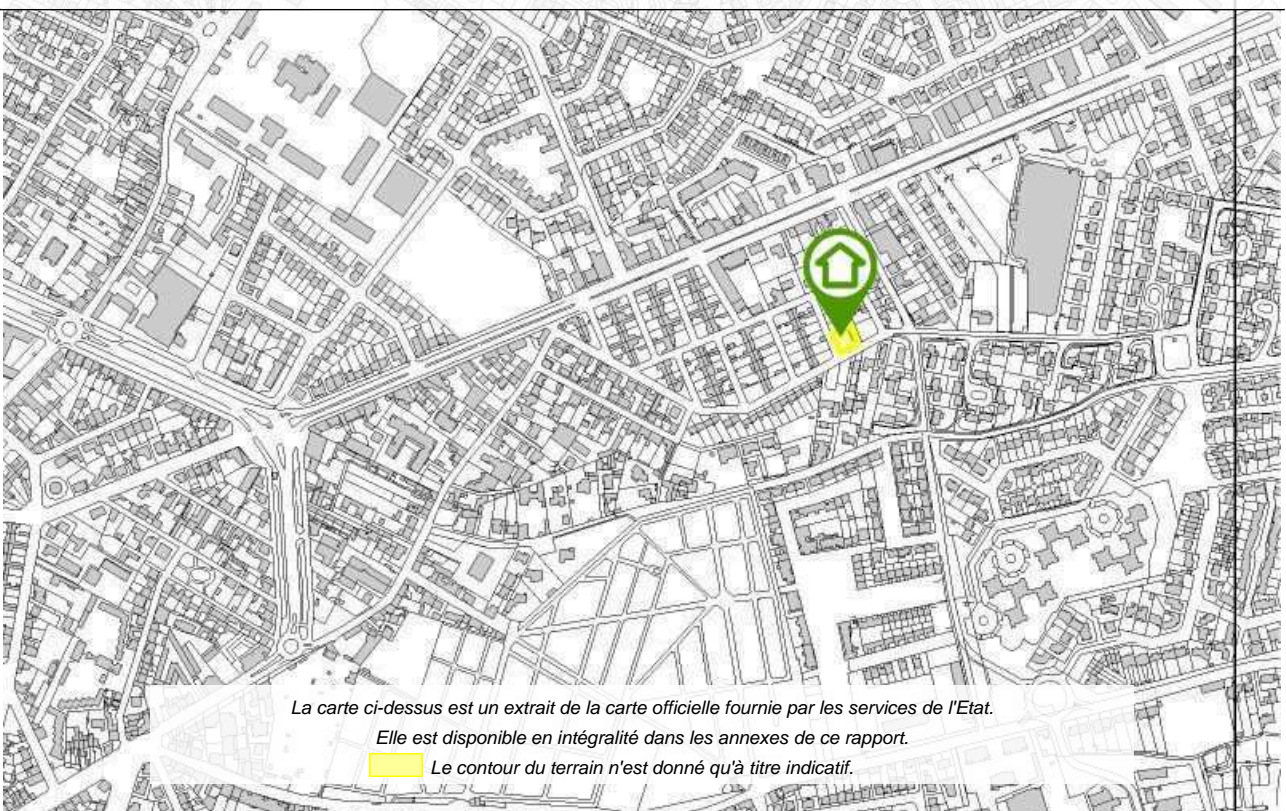 La carte ci-dessus est un extrait de la carte officielle fournie par les services de l'Etat.
Elle est disponible en intégralité dans les annexes de ce rapport.
Le contour du terrain n'est donné qu'à titre indicatif.